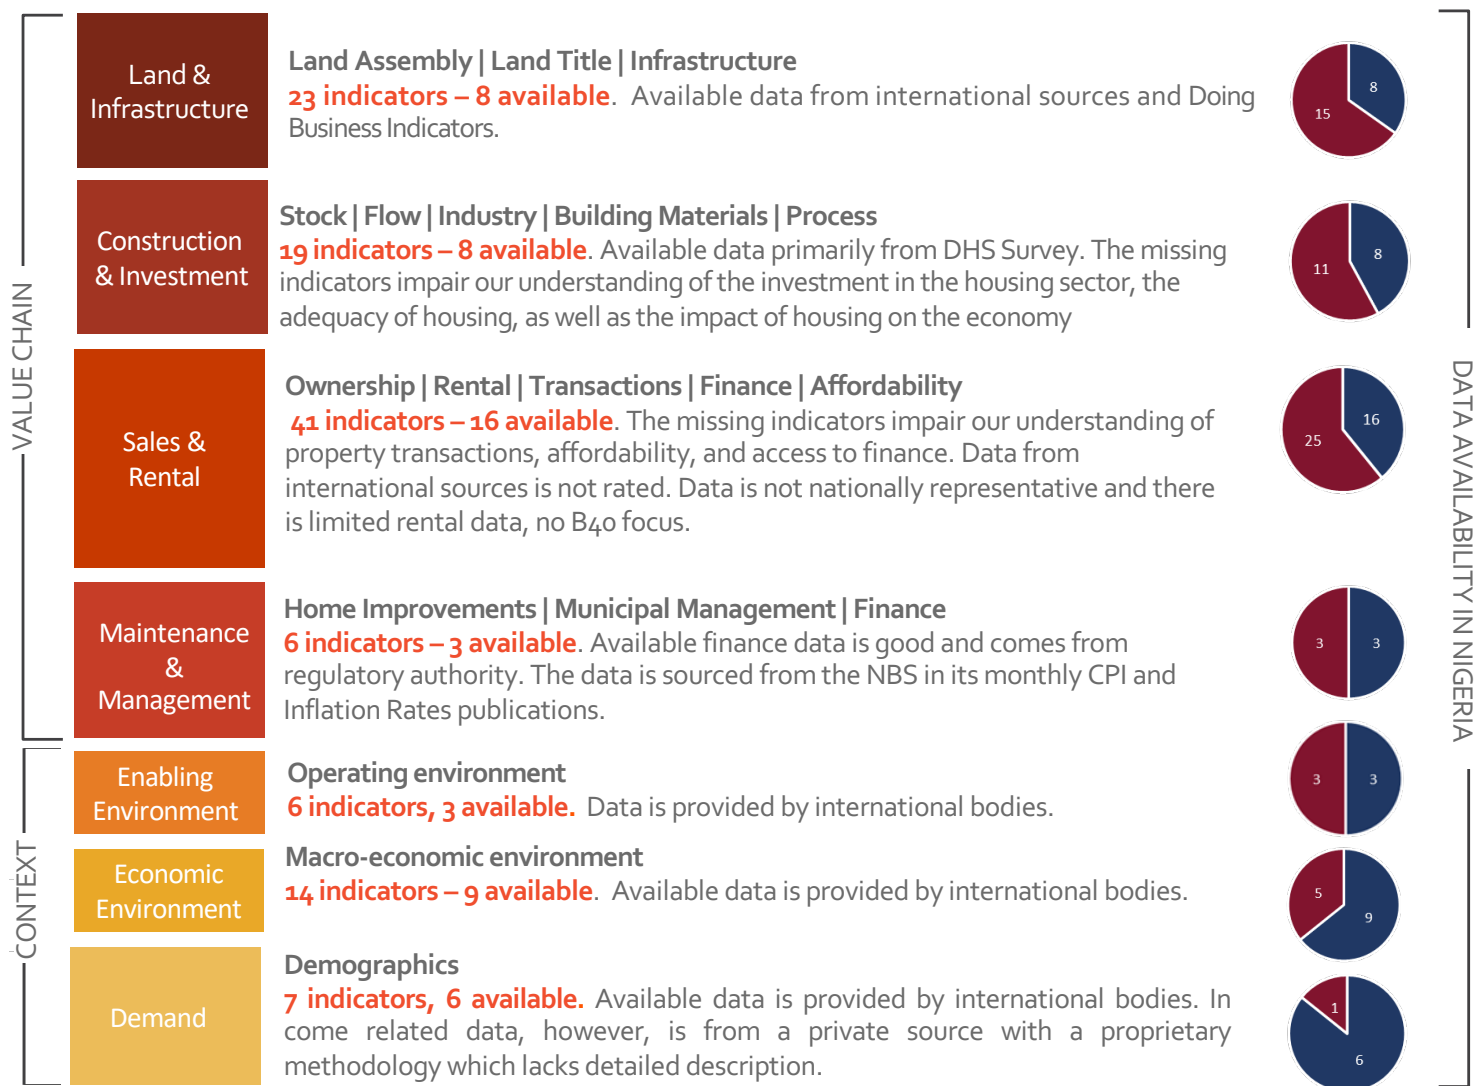 VALUE CHAIN
Land &
Infrastructure
Land Assembly | Land Title | Infrastructure
23 indicators – 8 available. Available data from international sources and Doing
Business Indicators.
8
15
Construction
& Investment
Stock | Flow | Industry | Building Materials | Process
19 indicators – 8 available. Available data primarily from DHS Survey. The missing
indicators impair our understanding of the investment in the housing sector, the
adequacy of housing, as well as the impact of housing on the economy
8
11
Sales &
Rental
Ownership | Rental | Transactions | Finance | Affordability
41 indicators – 16 available. The missing indicators impair our understanding of
property transactions, affordability, and access to finance. Data from
international sources is not rated. Data is not nationally representative and there
is limited rental data, no B40 focus.
16
25
Maintenance
&
Management
Home Improvements | Municipal Management | Finance
6 indicators – 3 available. Available finance data is good and comes from
regulatory authority. The data is sourced from the NBS in its monthly CPI and
Inflation Rates publications.
3
3
CONTEXT
Enabling
Environment
Operating environment
6 indicators, 3 available. Data is provided by international bodies.
3
3
Economic
Environment
Macro-economic environment
14 indicators – 9 available. Available data is provided by international bodies.
5
9
Demand
Demographics
7 indicators, 6 available. Available data is provided by international bodies. In
come related data, however, is from a private source with a proprietary
methodology which lacks detailed description.
1
6
DATA AVAILABILITY IN NIGERIA